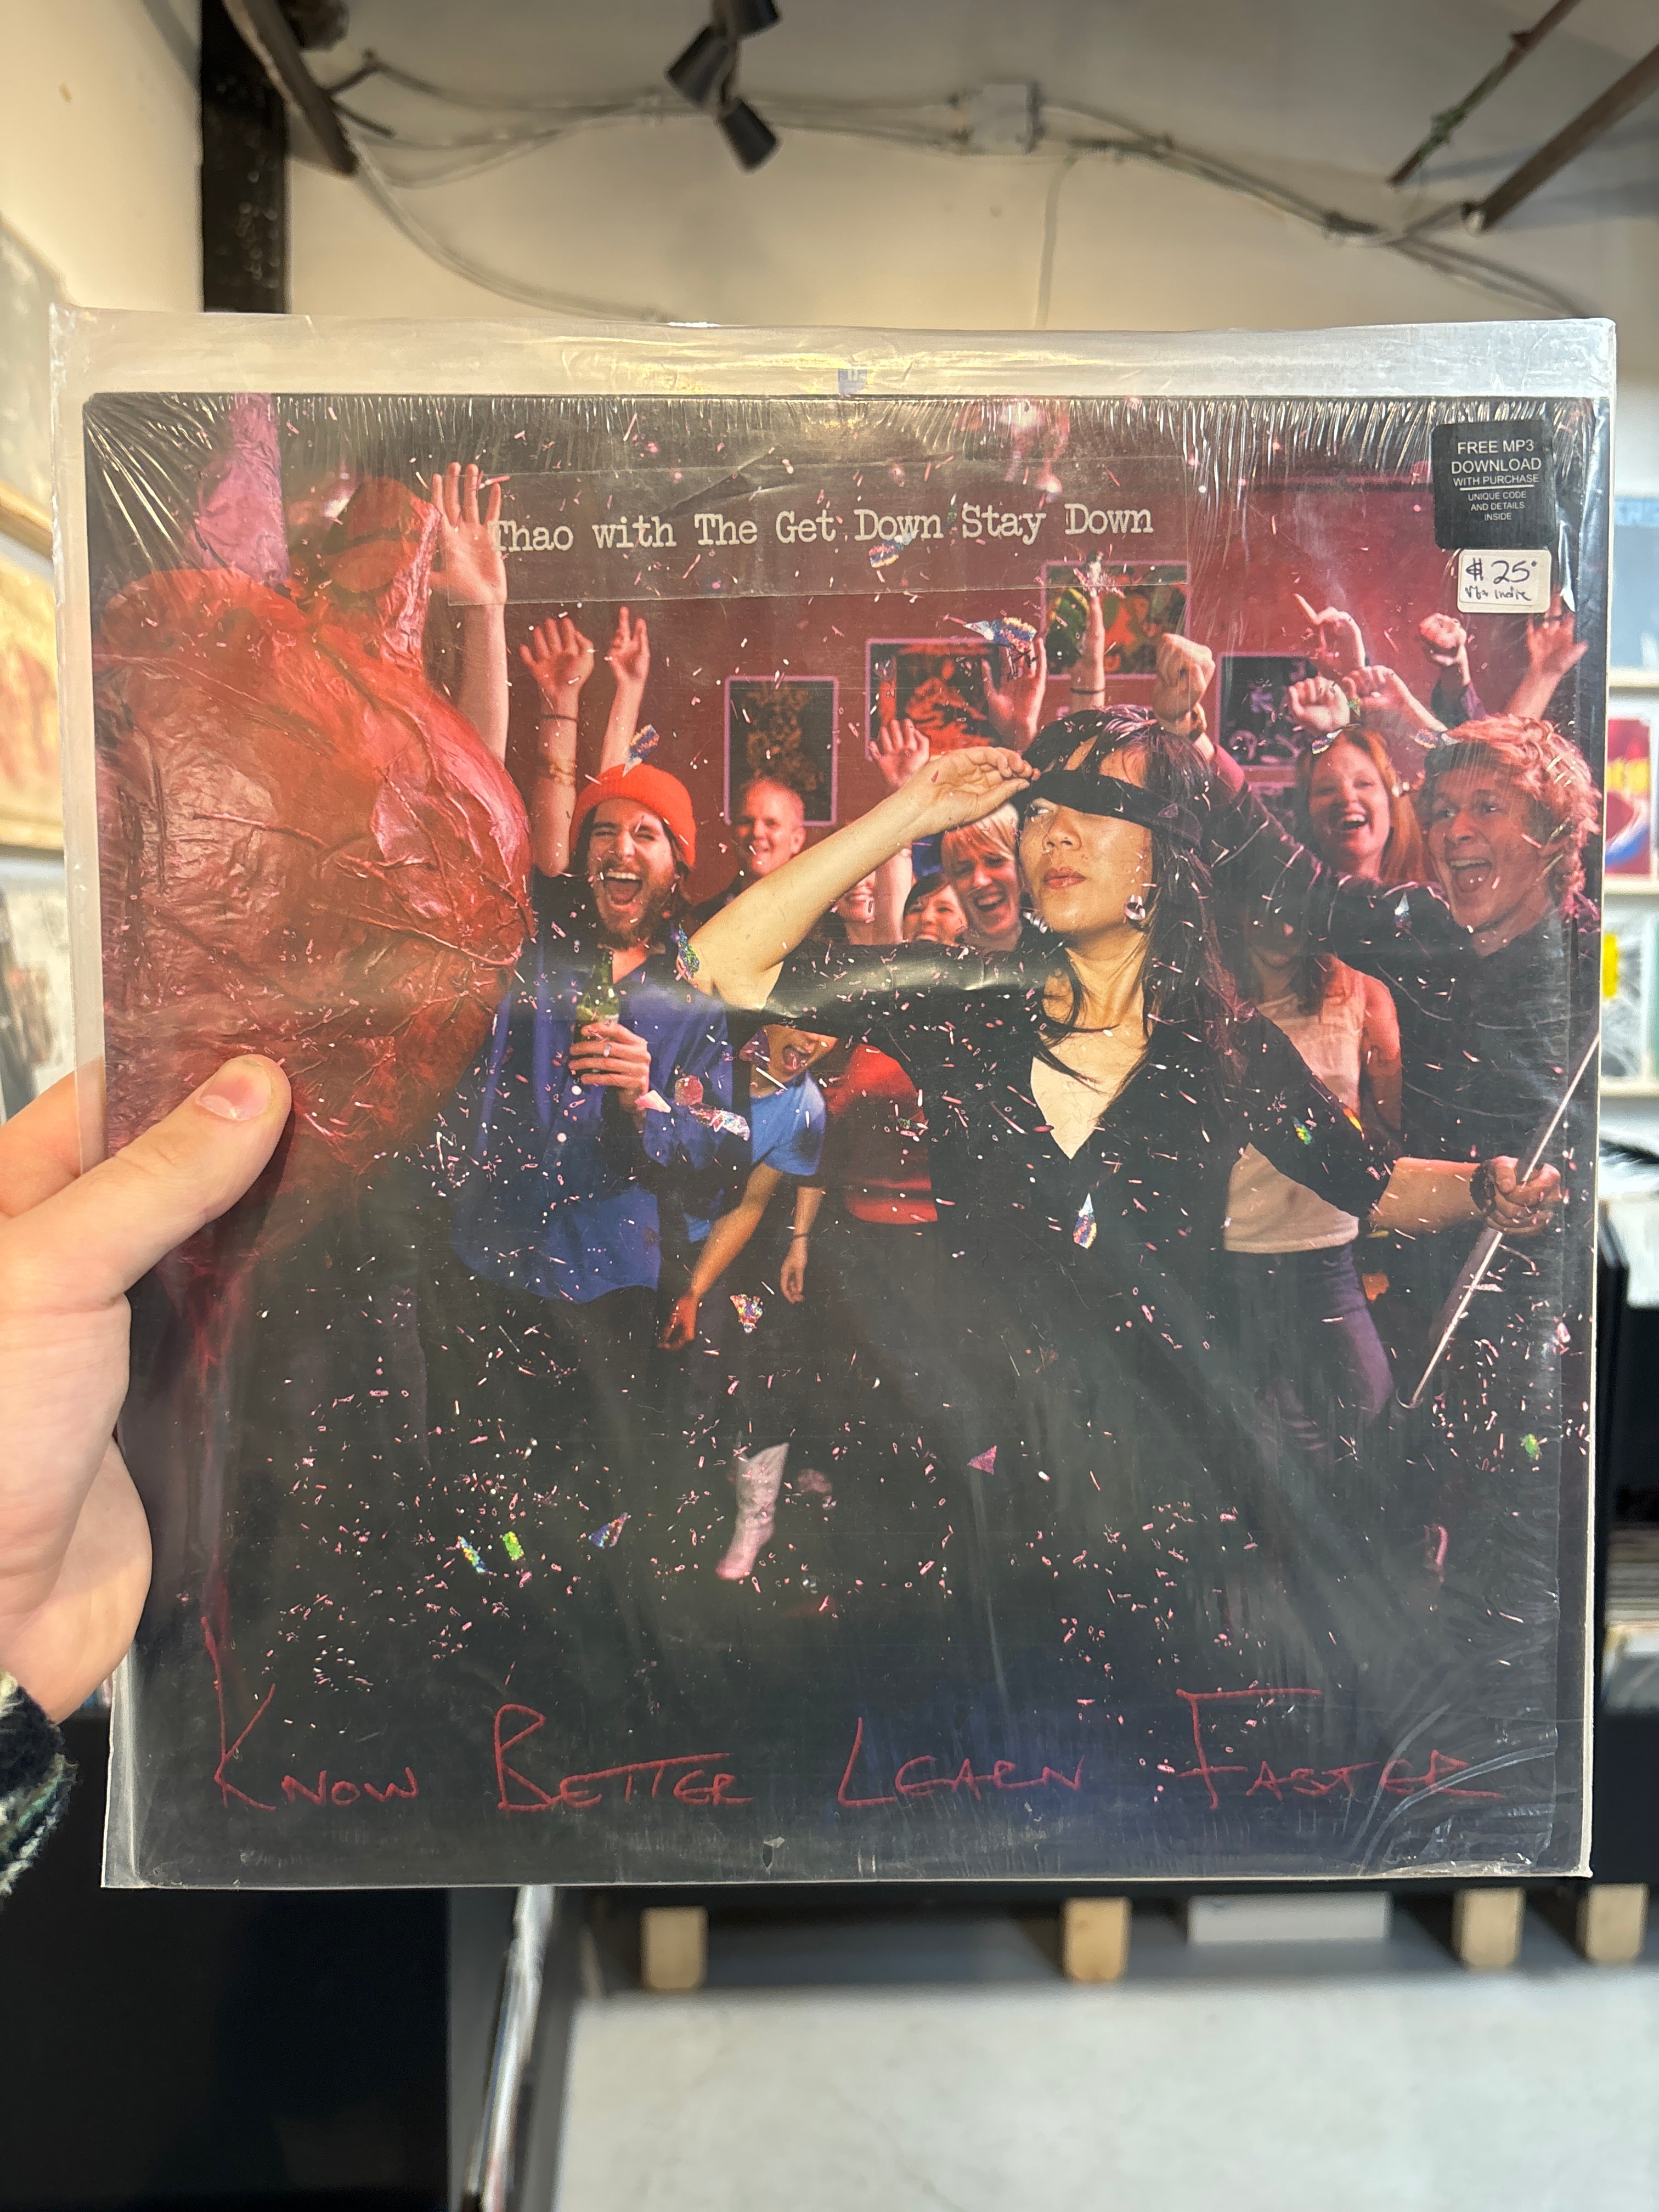 Thao with The Get Down Stay Down
FREE MP3
DOWNLOAD
WITH PURCHASE
UNIQUE CODE
AND DETAILS
INSIDE
$25
Indie
KNOW BETTER LEARN FASTER